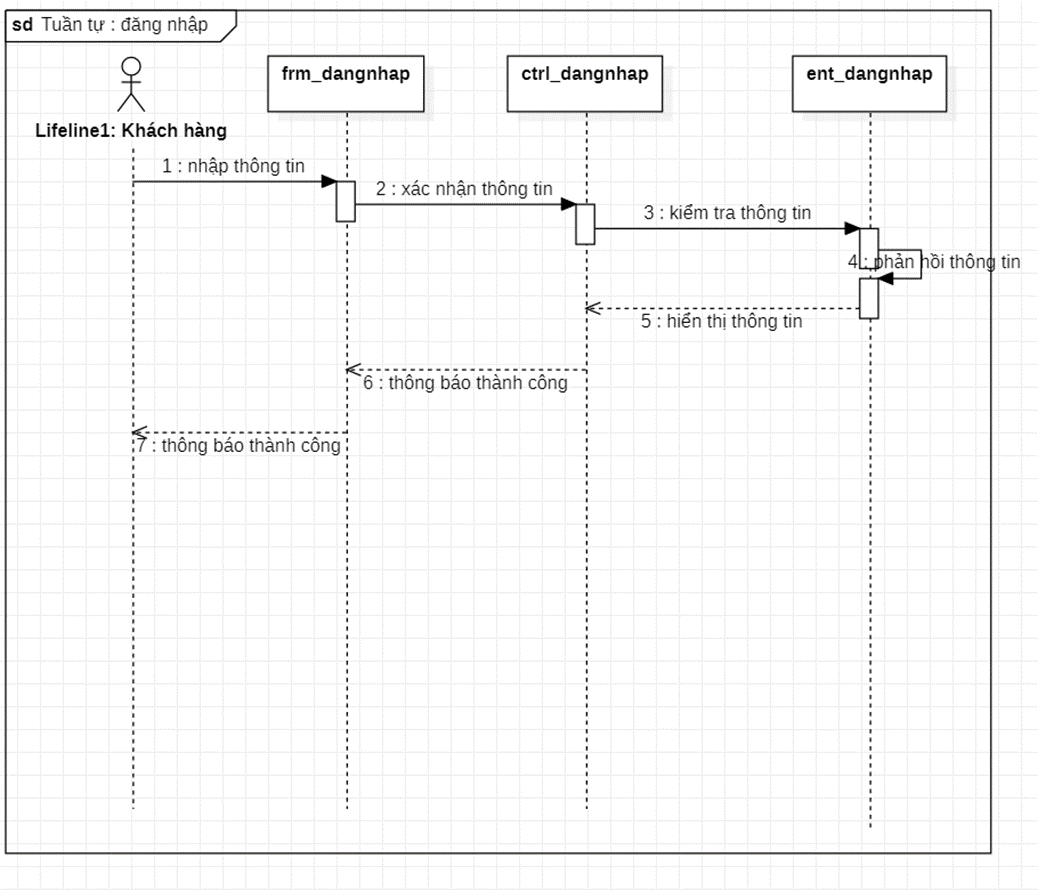 sd Tuần tự : đăng nhập
frm_dangnhap
ctrl_dangnhap
ent_dangnhap
Lifeline1: Khách hàng
1 : nhập thông tin
2 : xác nhận thông tin
3 : kiểm tra thông tin
4 : phản hồi thông tin
5 : hiển thị thông tin
6 : thông báo thành công
7 : thông báo thành công